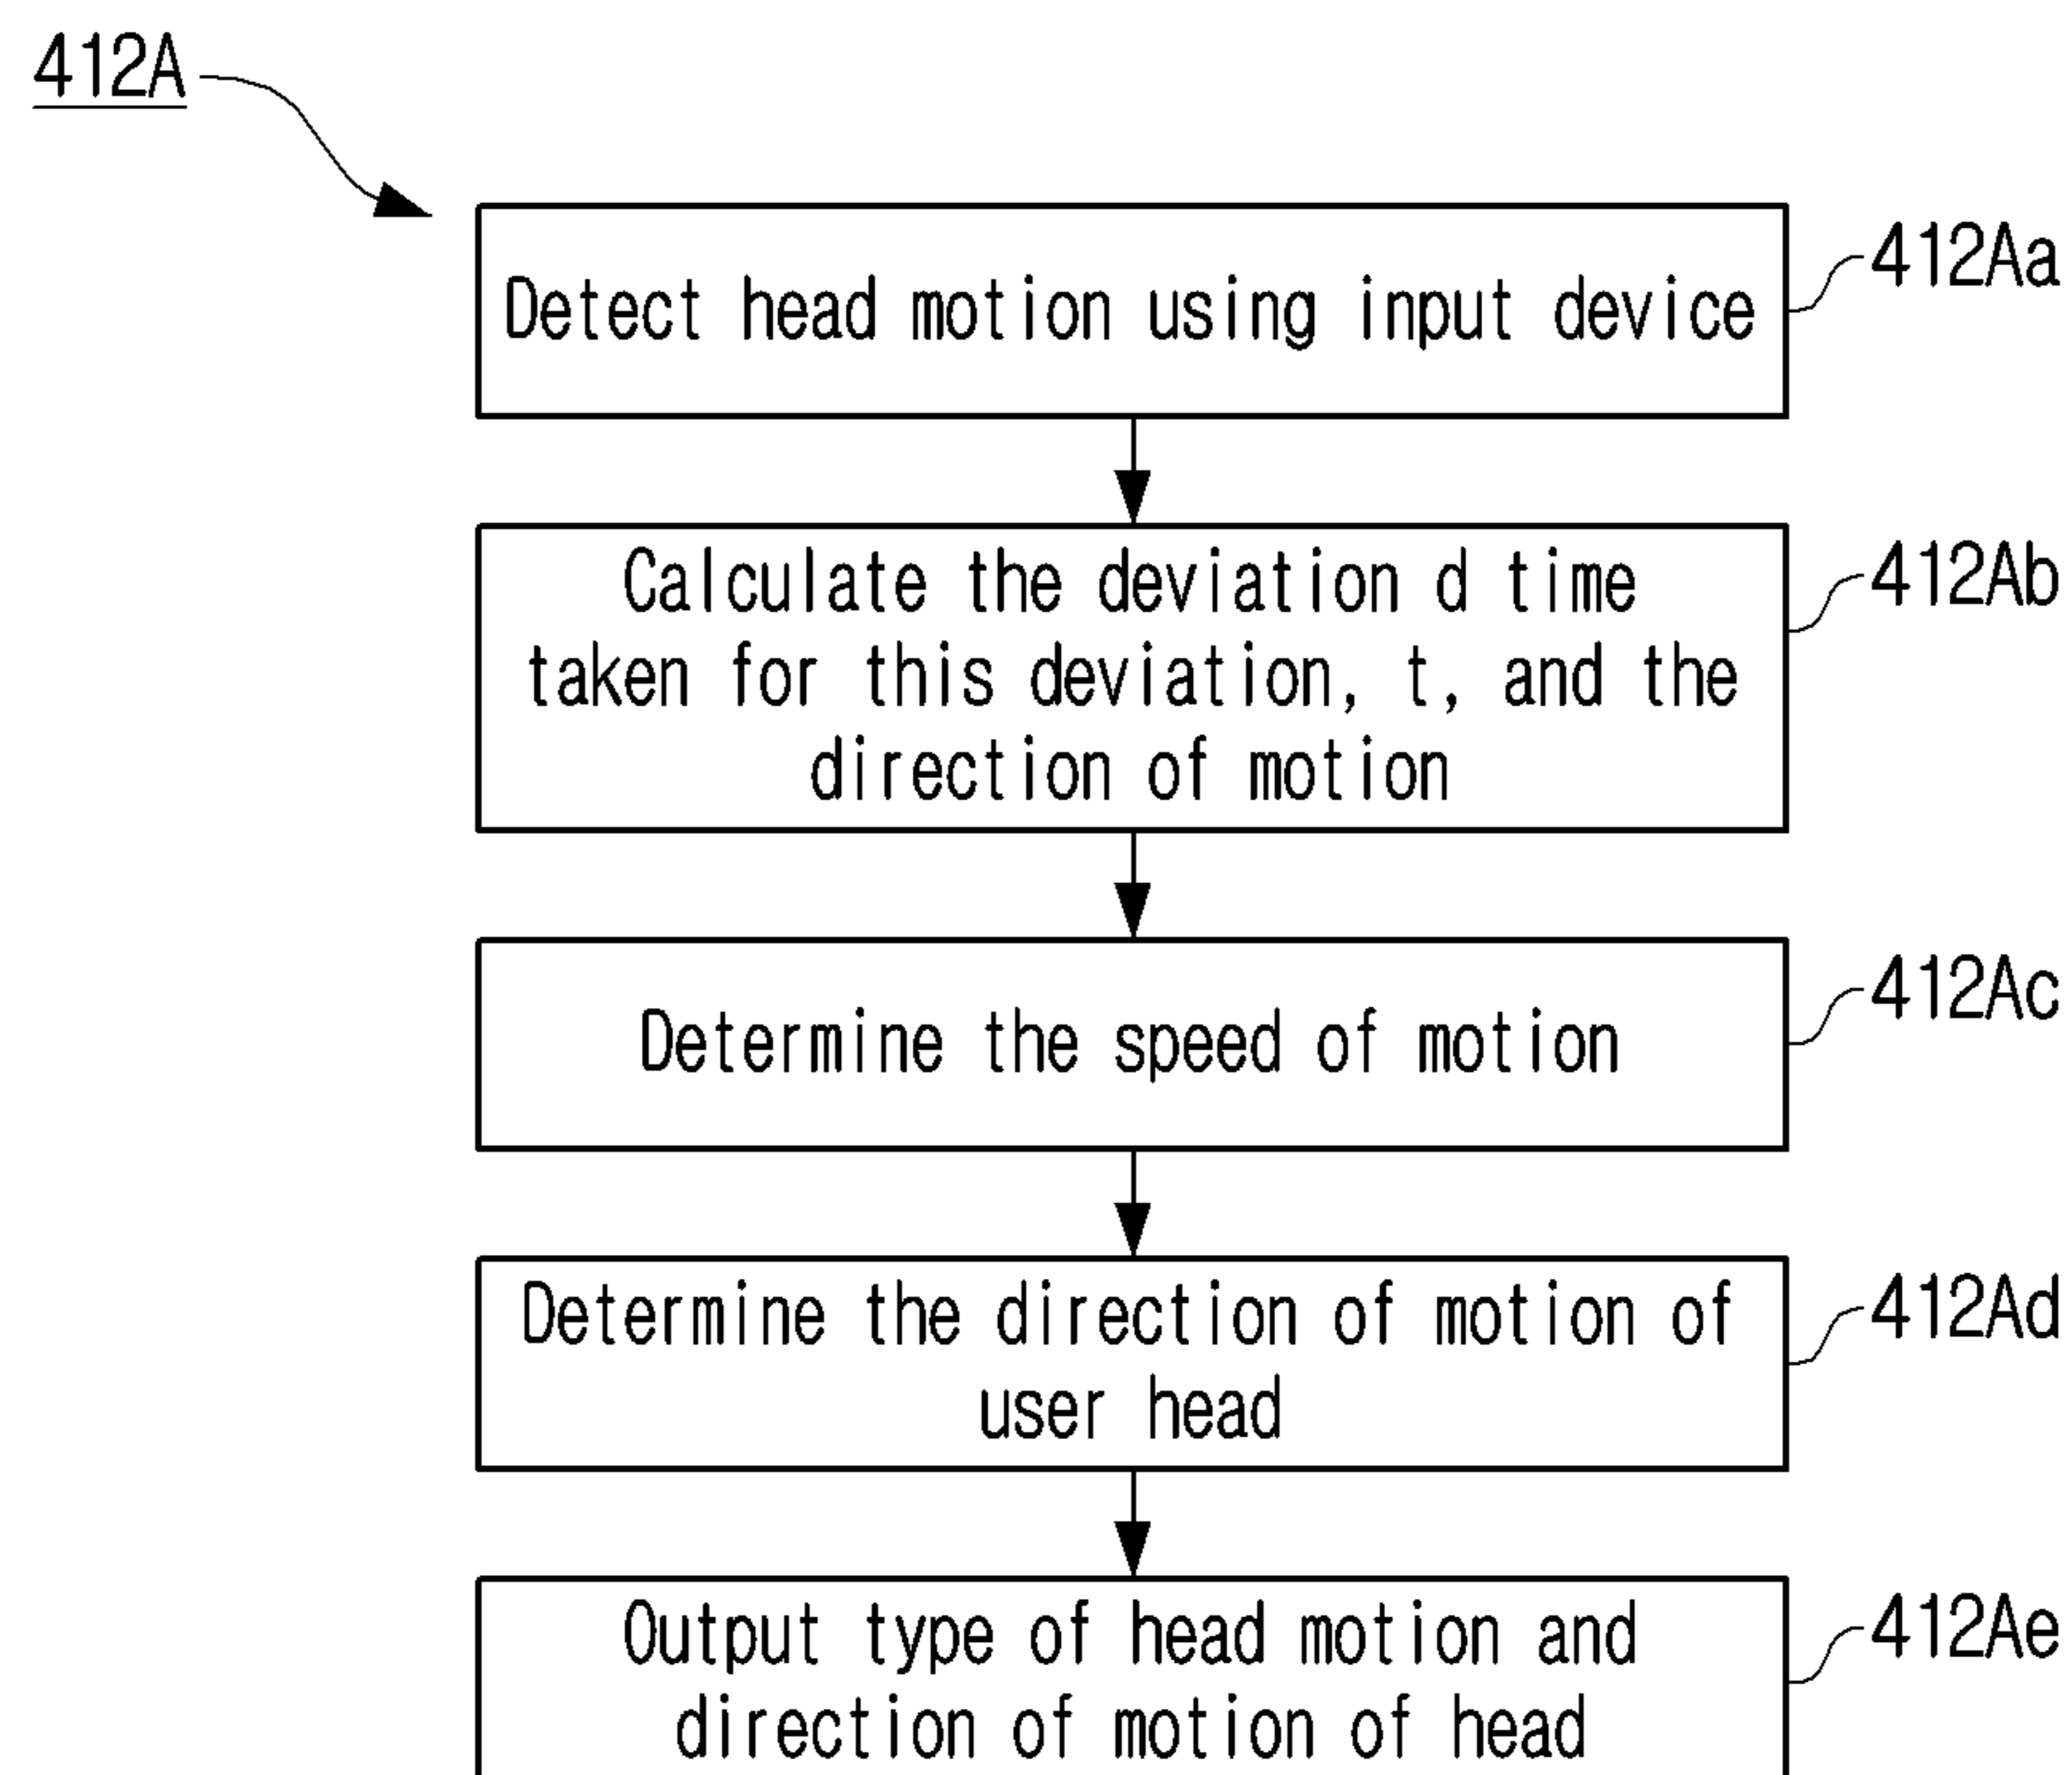 412A
Detect head motion using input device
412Aa
Calculate the deviation d time
taken for this deviation, t, and the
direction of motion
412Ab
Determine the speed of motion
412Ac
Determine the direction of motion of
user head
412Ad
Output type of head motion and
direction of motion of head
412Ae